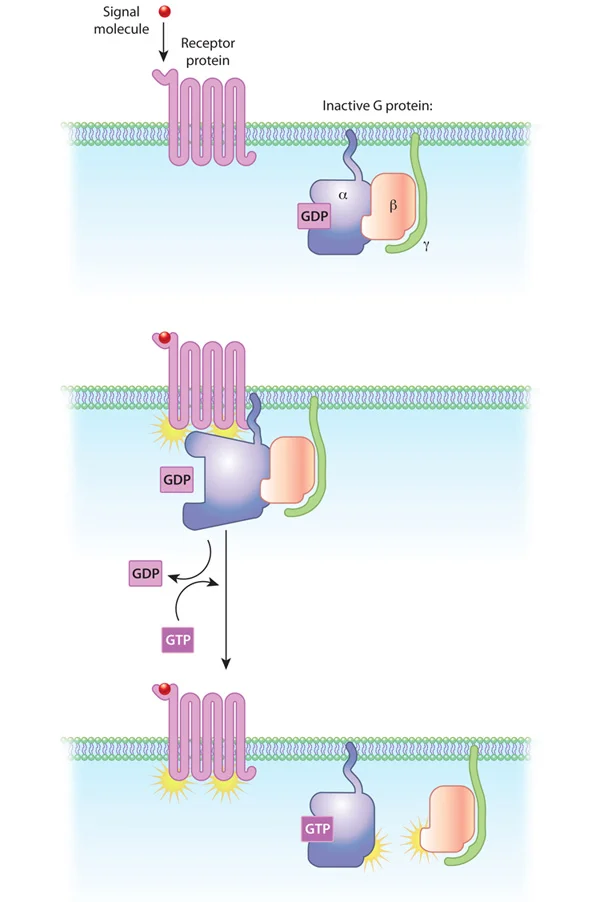 Signal
molecule
Receptor
protein
Inactive G protein:
α
β
GDP
γ
GDP
GDP
GTP
GTP